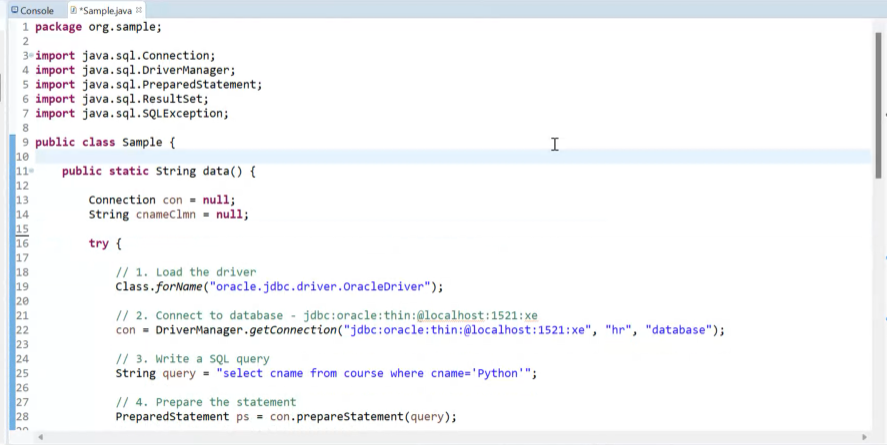 Console *Sample.java
1 package org.sample;
2
3 import java.sql.Connection;
4 import java.sql.DriverManager;
5 import java.sql.PreparedStatement;
6 import java.sql.ResultSet;
7 import java.sql.SQLException;
8
9 public class Sample {
10
11 public static String data() {
12
13 Connection con = null;
14 String cnameClmn = null;
15
16 try {
17
18 // 1. Load the driver
19 Class.forName("oracle.jdbc.driver.OracleDriver");
20
21 // 2. Connect to database - jdbc:oracle:thin:@localhost:1521:xe
22 con = DriverManager.getConnection("jdbc:oracle:thin:@localhost:1521:xe", "hr", "database");
23
24 // 3. Write a SQL query
25 String query = "select cname from course where cname='Python'";
26
27 // 4. Prepare the statement
28 PreparedStatement ps = con.prepareStatement(query);